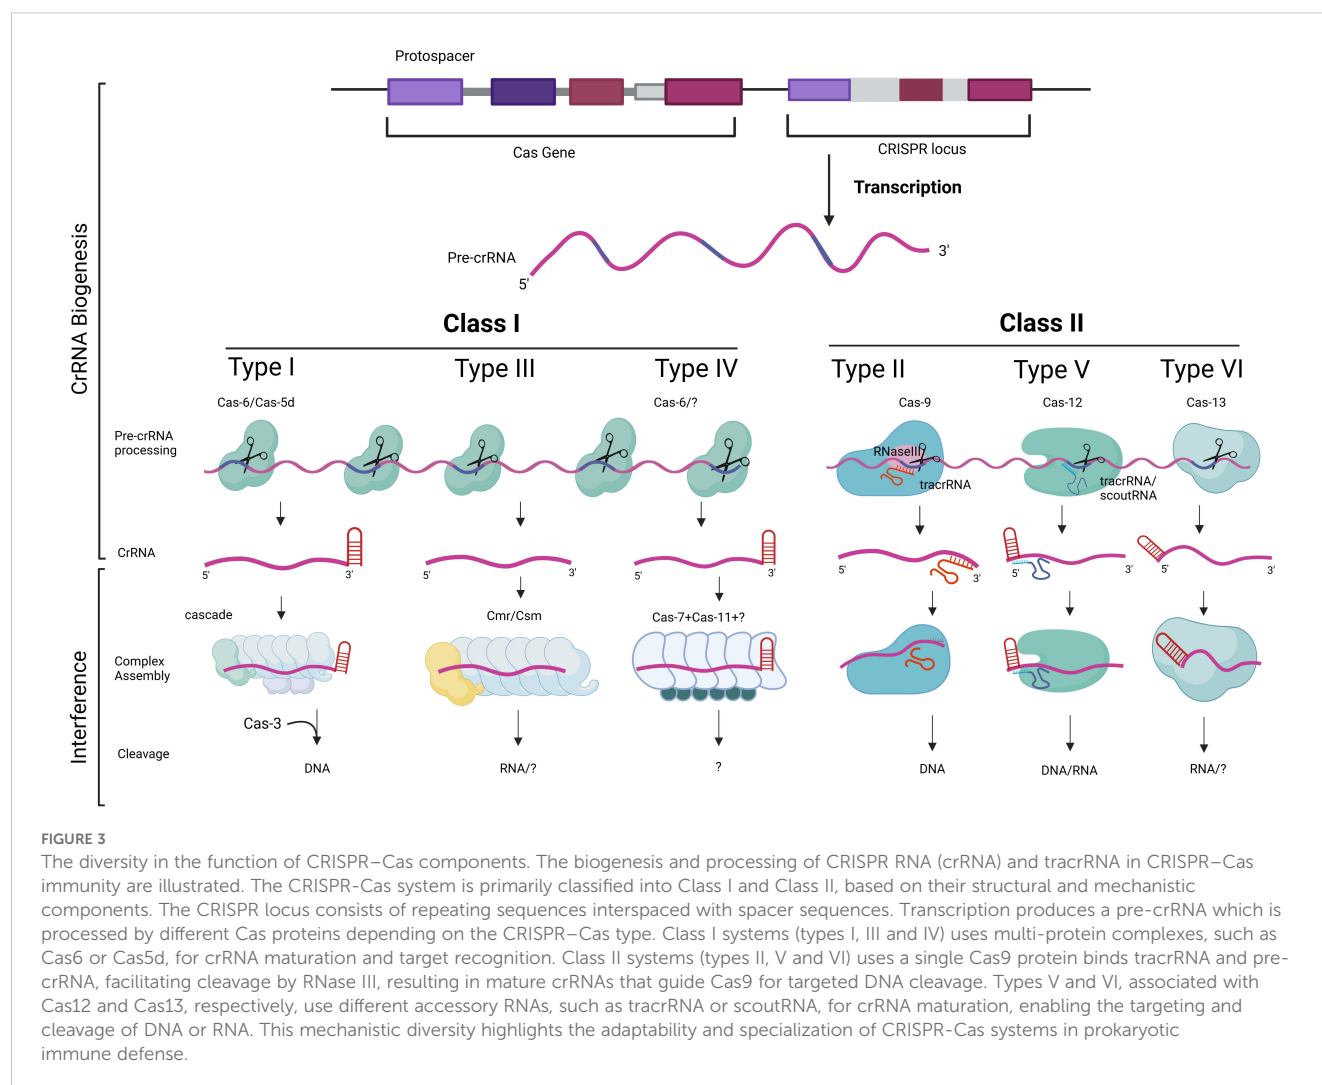 Protospacer
Cas Gene
CRISPR locus
Transcription
Pre-crRNA
5'
3'
CrRNA Biogenesis
Class I
Class II
Type I
Type III
Type IV
Type II
Type V
Type VI
Cas-6/Cas-5d
Cas-6/?
Cas-9
Cas-12
Cas-13
Pre-crRNA
processing
RNaseIII
tracrRNA
tracrRNA/
scoutRNA
CrRNA
5'
3'
5'
3'
5'
3'
5'
3'
5'
3'
5'
3'
Interference
cascade
Cmr/Csm
Cas-7+Cas-11+?
Complex
Assembly
Cas-3
Cleavage
DNA
RNA/?
?
DNA
DNA/RNA
RNA/?
FIGURE 3
The diversity in the function of CRISPR–Cas components. The biogenesis and processing of CRISPR RNA (crRNA) and tracrRNA in CRISPR–Cas
immunity are illustrated. The CRISPR-Cas system is primarily classified into Class I and Class II, based on their structural and mechanistic
components. The CRISPR locus consists of repeating sequences interspaced with spacer sequences. Transcription produces a pre-crRNA which is
processed by different Cas proteins depending on the CRISPR–Cas type. Class I systems (types I, III and IV) uses multi-protein complexes, such as
Cas6 or Cas5d, for crRNA maturation and target recognition. Class II systems (types II, V and VI) uses a single Cas9 protein binds tracrRNA and pre-
crRNA, facilitating cleavage by RNase III, resulting in mature crRNAs that guide Cas9 for targeted DNA cleavage. Types V and VI, associated with
Cas12 and Cas13, respectively, use different accessory RNAs, such as tracrRNA or scoutRNA, for crRNA maturation, enabling the targeting and
cleavage of DNA or RNA. This mechanistic diversity highlights the adaptability and specialization of CRISPR-Cas systems in prokaryotic
immune defense.